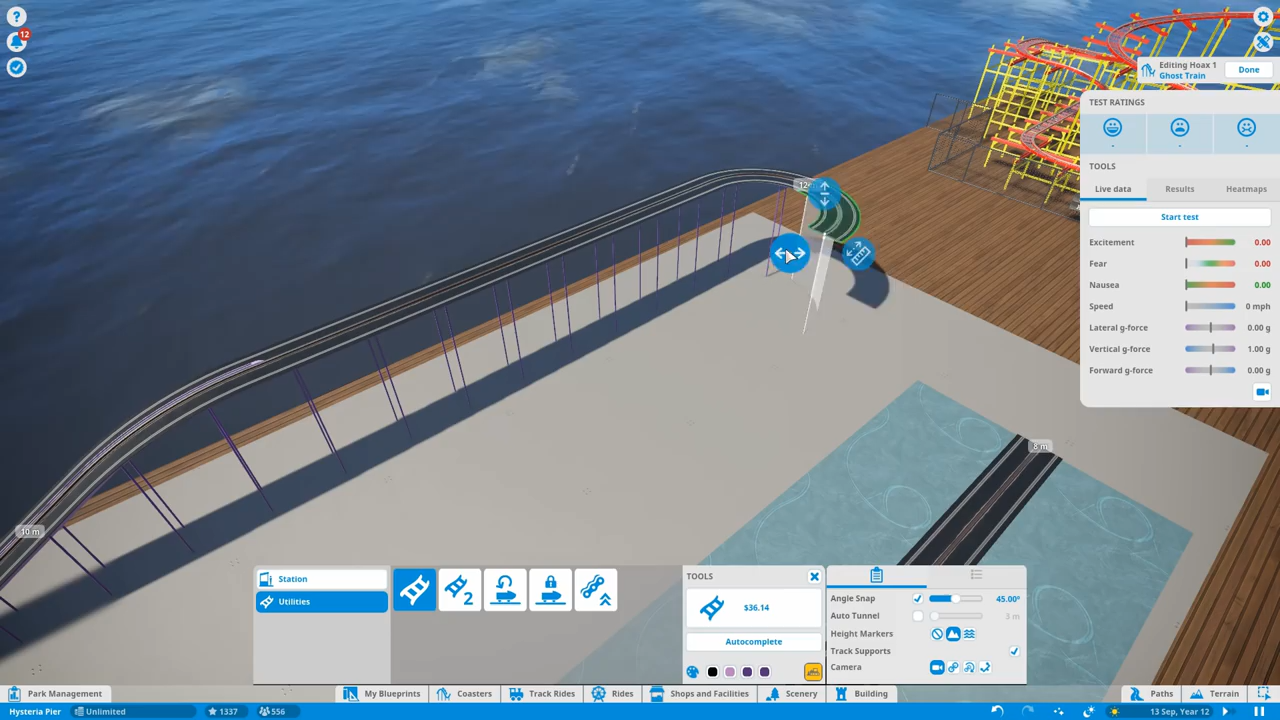 ?
12
Editing Hoax 1
Ghost Train
Done
TEST RATINGS
-
-
-
TOOLS
Live data
Results
Heatmaps
Start test
Excitement
0.00
Fear
0.00
Nausea
0.00
Speed
0 mph
Lateral g-force
0.00 g
Vertical g-force
1.00 g
Forward g-force
0.00 g
8 m
10 m
Station
Utilities
2
TOOLS
$36.14
Autocomplete
Angle Snap
45.00°
Auto Tunnel
3 m
Height Markers
Track Supports
Camera
Park Management
My Blueprints
Coasters
Track Rides
Rides
Shops and Facilities
Scenery
Building
Paths
Terrain
Hysteria Pier
Unlimited
1337
556
13 Sep, Year 12